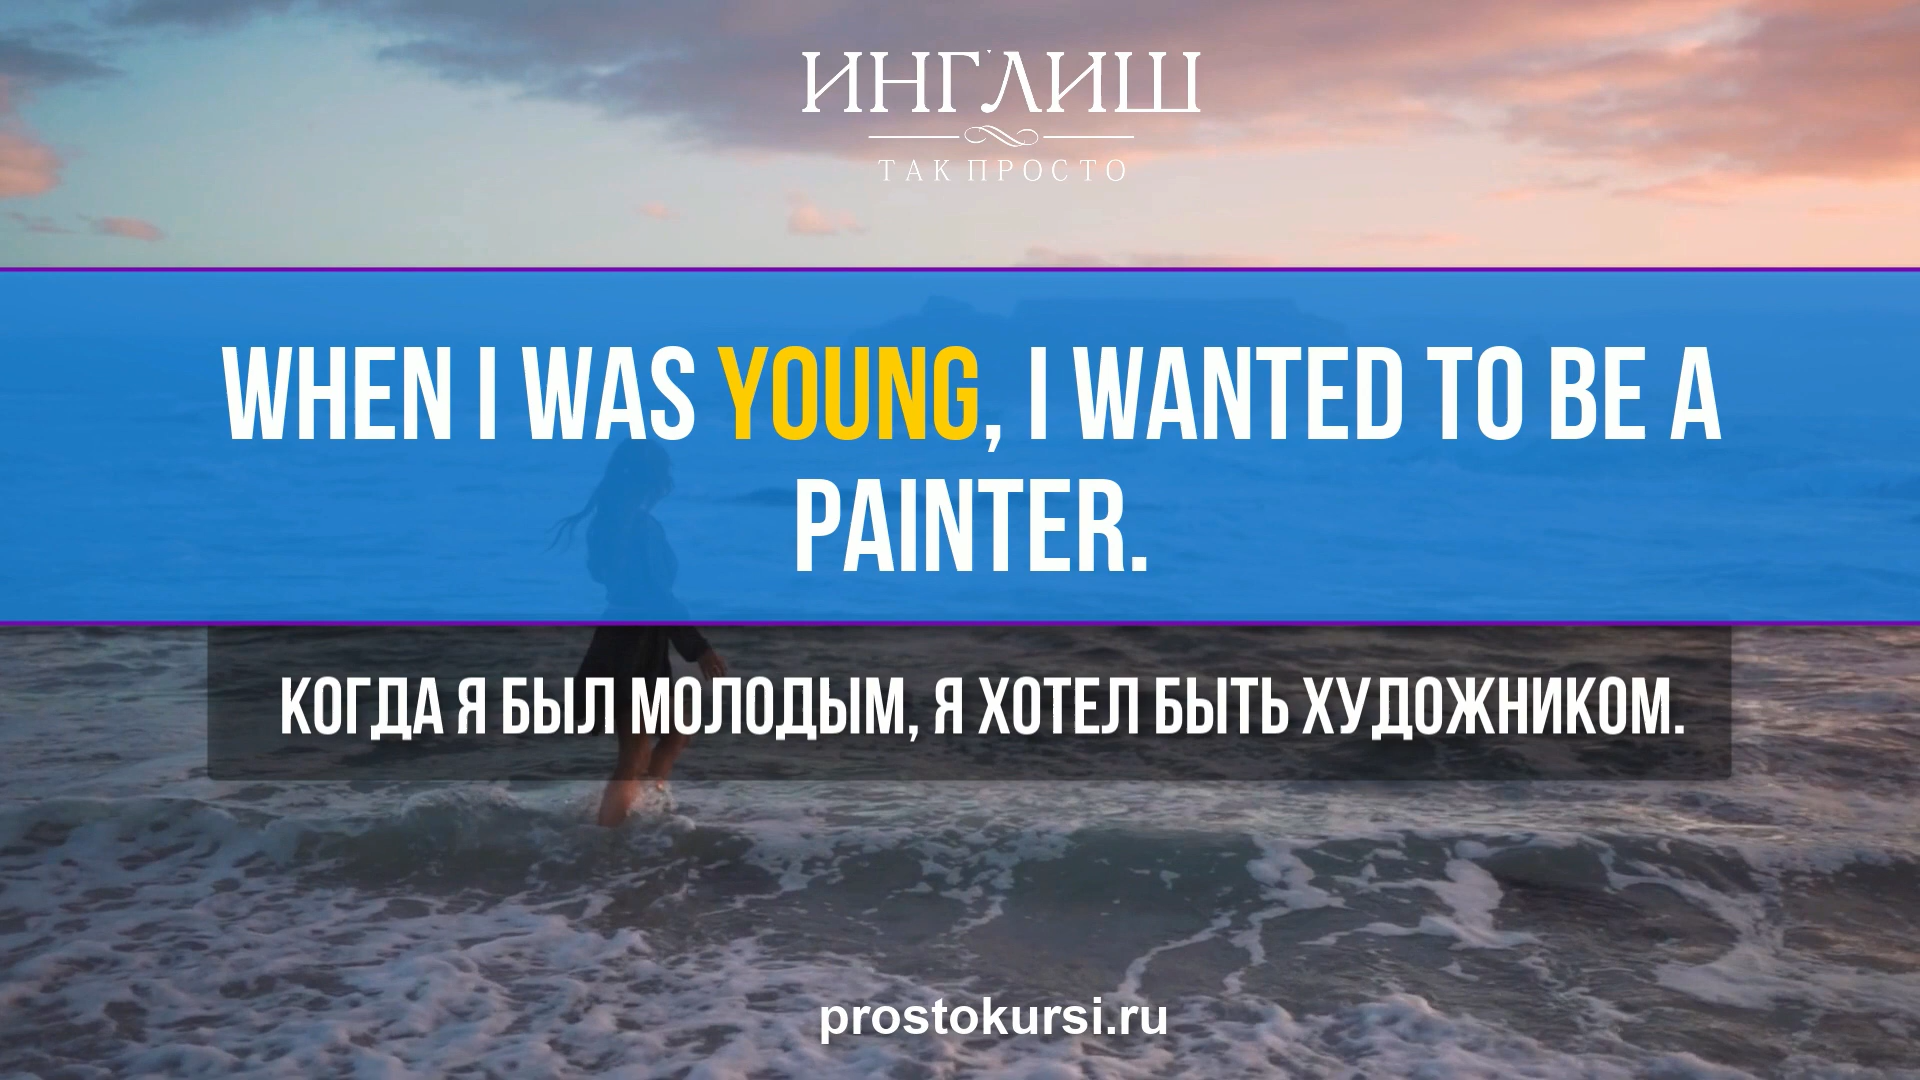 ИНГЛИШ
ТАК ПРОСТО
WHEN I WAS YOUNG, I WANTED TO BE A
PAINTER.
КОГДА Я БЫЛ МОЛОДЫМ, Я ХОТЕЛ БЫТЬ ХУДОЖНИКОМ.
prostokursi.ru